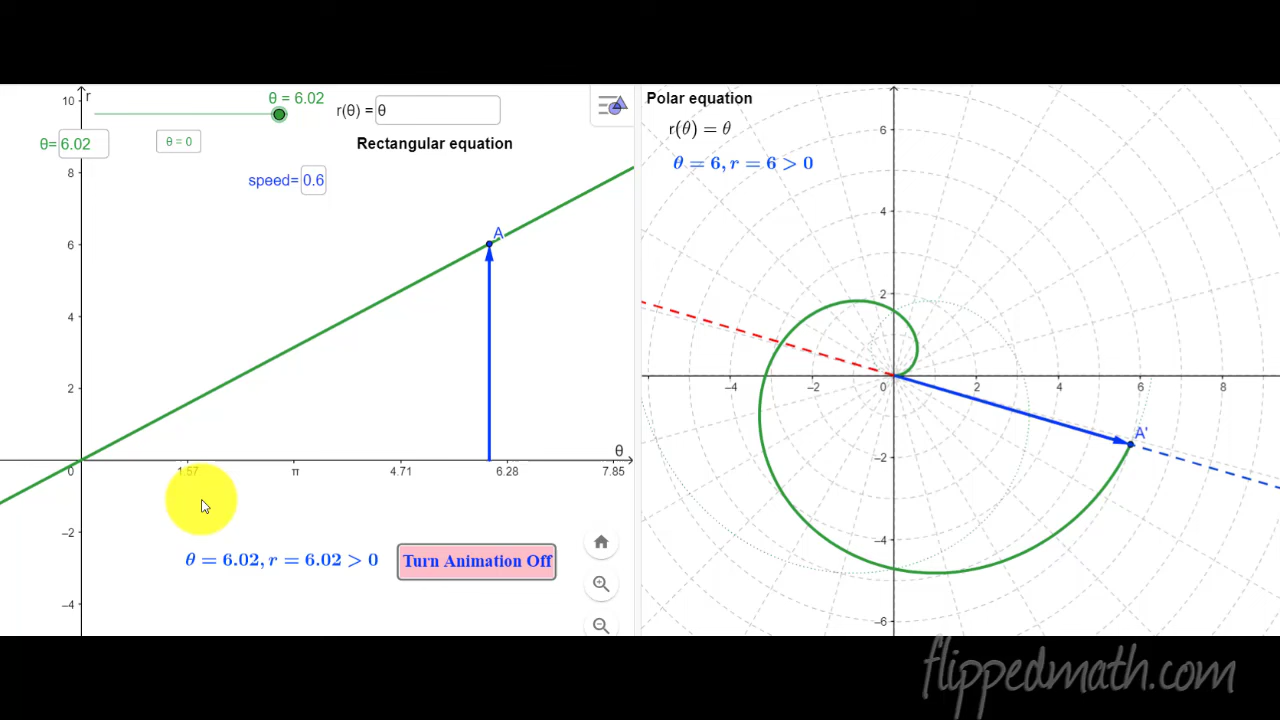 10
r
θ = 6.02
r(θ) = θ
θ= 6.02
θ = 0
Rectangular equation
8
speed= 0.6
A
6
4
2
θ
0
1.57
π
4.71
6.28
7.85
–2
θ = 6.02, r = 6.02 > 0
Turn Animation Off
–4
Polar equation
r(θ) = θ
θ = 6, r = 6 > 0
6
4
2
–4
–2
0
2
4
6
8
A'
–2
–4
–6
flippedmath.com